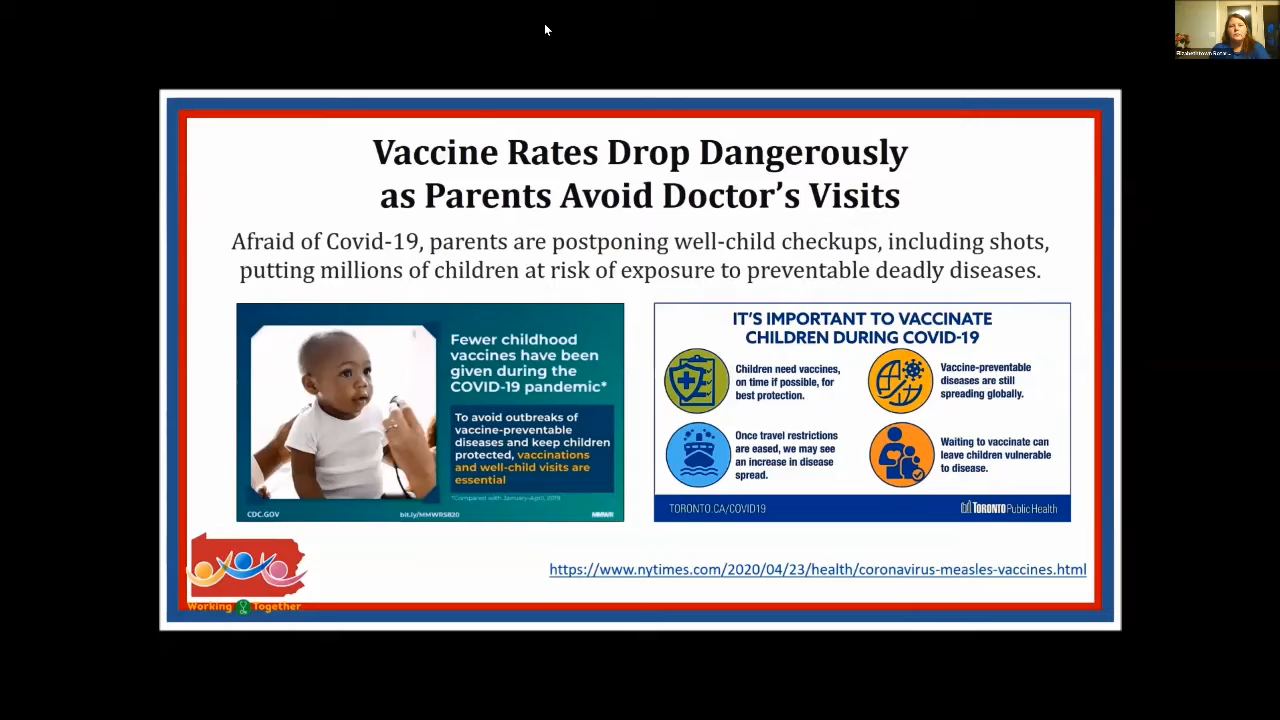 Elizabethtown Rotar...
Vaccine Rates Drop Dangerously
as Parents Avoid Doctor's Visits
Afraid of Covid-19, parents are postponing well-child checkups, including shots,
putting millions of children at risk of exposure to preventable deadly diseases.
Fewer childhood
vaccines have been
given during the
COVID-19 pandemic*
To avoid outbreaks of
vaccine-preventable
diseases and keep children
protected, vaccinations
and well-child visits are
essential
*Compared with January-April, 2019
CDC.GOV
bit.ly/MMWR5820
MMWR
IT'S IMPORTANT TO VACCINATE
CHILDREN DURING COVID-19
Children need vaccines,
on time if possible, for
best protection.
Vaccine-preventable
diseases are still
spreading globally.
Once travel restrictions
are eased, we may see
an increase in disease
spread.
Waiting to vaccinate can
leave children vulnerable
to disease.
TORONTO.CA/COVID19
TORONTO Public Health
https://www.nytimes.com/2020/04/23/health/coronavirus-measles-vaccines.html
Working Together